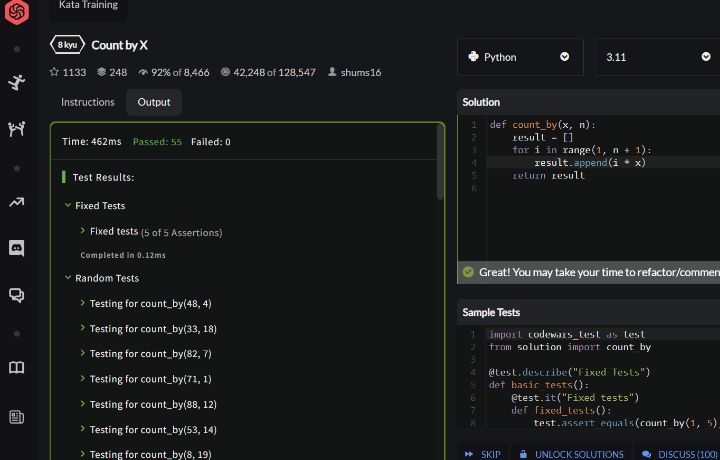 Kata Training
8 kyu Count by X
1133 248 92% of 8,466 42,248 of 128,547 shums16
Python
3.11
Instructions Output
Time: 462ms Passed: 55 Failed: 0
Test Results:
Fixed Tests
Fixed tests (5 of 5 Assertions)
Completed in 0.12ms
Random Tests
Testing for count_by(48, 4)
Testing for count_by(33, 18)
Testing for count_by(82, 7)
Testing for count_by(71, 1)
Testing for count_by(88, 12)
Testing for count_by(53, 14)
Testing for count_by(8, 19)
Solution
1 def count_by(x, n):
2 result = []
3 for i in range(1, n + 1):
4 result.append(i * x)
5 return result
6
Great! You may take your time to refactor/commen
Sample Tests
1 import codewars_test as test
2 from solution import count_by
3
4 @test.describe("Fixed Tests")
5 def basic_tests():
6 @test.it("Fixed tests")
7 def fixed_tests():
8 test.assert_equals(count_by(1, 5)
SKIP UNLOCK SOLUTIONS DISCUSS (100)